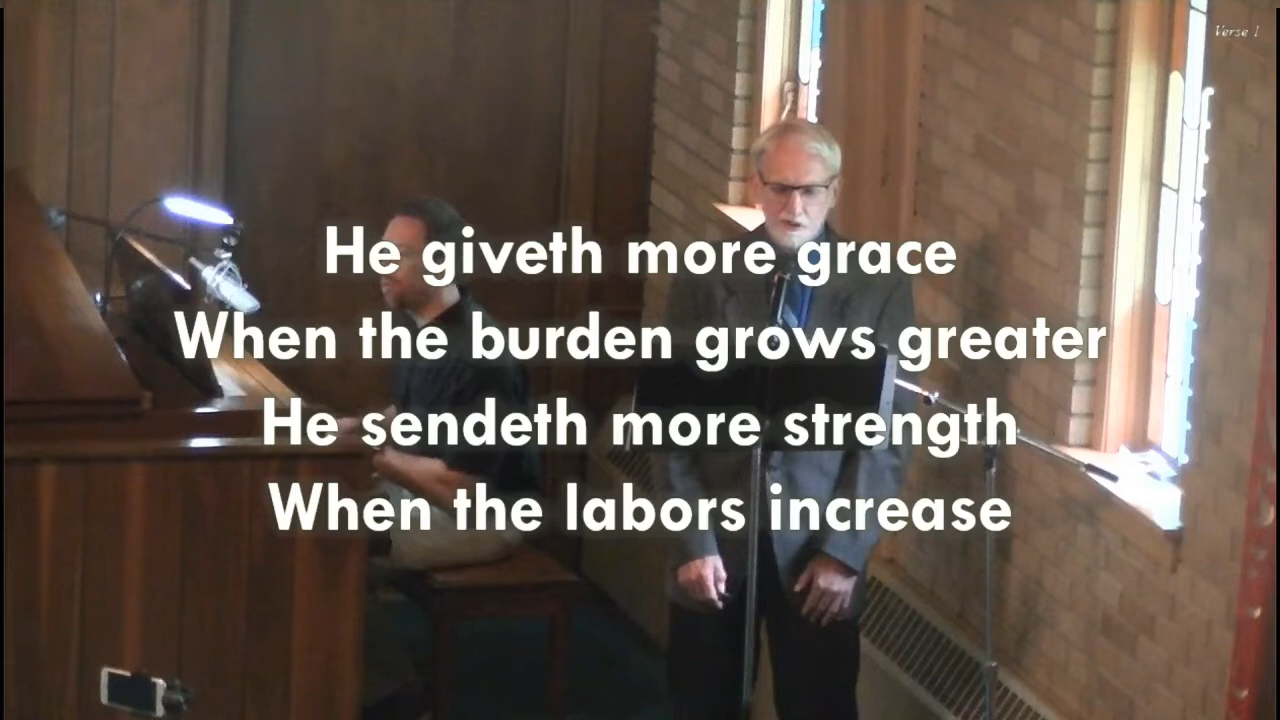 Verse 1
He giveth more grace
When the burden grows greater
He sendeth more strength
When the labors increase